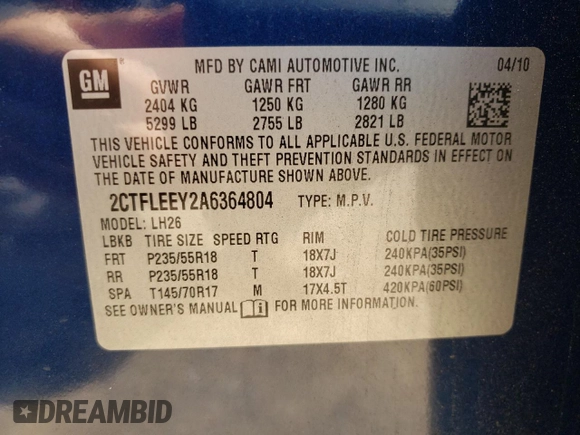 GM
®
MFD BY CAMI AUTOMOTIVE INC. 04/10
GVWR GAWR FRT GAWR RR
2404 KG 1250 KG 1280 KG
5299 LB 2755 LB 2821 LB
THIS VEHICLE CONFORMS TO ALL APPLICABLE U.S. FEDERAL MOTOR
VEHICLE SAFETY AND THEFT PREVENTION STANDARDS IN EFFECT ON
THE DATE OF MANUFACTURE SHOWN ABOVE.
2CTFLEEY2A6364804 TYPE: M.P.V.
MODEL: LH26
LBKB TIRE SIZE SPEED RTG RIM COLD TIRE PRESSURE
FRT P235/55R18 T 18X7J 240KPA(35PSI)
RR P235/55R18 T 18X7J 240KPA(35PSI)
SPA T145/70R17 M 17X4.5T 420KPA(60PSI)
SEE OWNER'S MANUAL FOR MORE INFORMATION.
DREAMBID